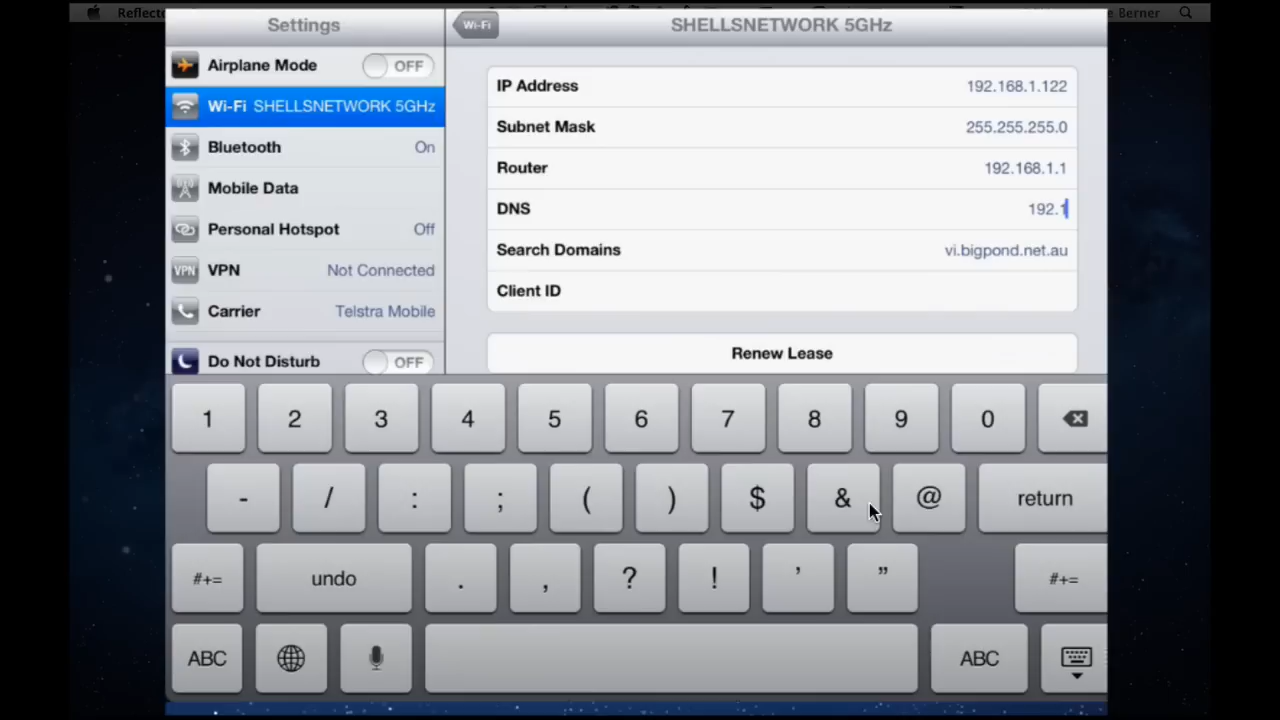 Reflecto
e Berner
Settings
Wi-Fi
SHELLSNETWORK 5GHz
Airplane Mode OFF
Wi-Fi SHELLSNETWORK 5GHz
Bluetooth On
Mobile Data
Personal Hotspot Off
VPN VPN Not Connected
Carrier Telstra Mobile
Do Not Disturb OFF
IP Address 192.168.1.122
Subnet Mask 255.255.255.0
Router 192.168.1.1
DNS 192.1
Search Domains vi.bigpond.net.au
Client ID
Renew Lease
1 2 3 4 5 6 7 8 9 0
- / : ; ( ) $ & @ return
#+= undo . , ? ! ’ ” #+=
ABC ABC